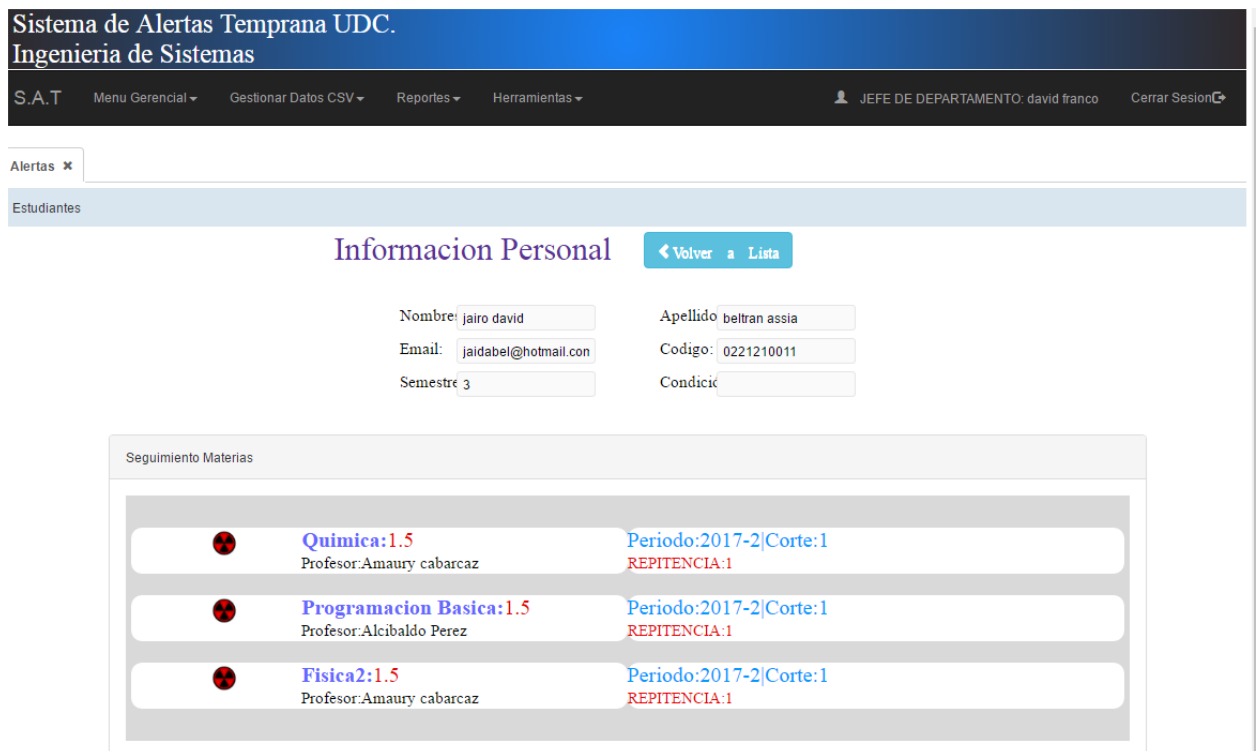 Sistema de Alertas Temprana UDC.
Ingenieria de Sistemas
S.A.T Menu Gerencial Gestionar Datos CSV Reportes Herramientas JEFE DE DEPARTAMENTO: david franco Cerrar Sesion
Alertas ✖
Estudiantes
Informacion Personal Volver a Lista
Nombres jairo david Apellido beltran assia
Email: jaidabel@hotmail.con Codigo: 0221210011
Semestre 3 Condició
Seguimiento Materias
Quimica:1.5 Periodo:2017-2|Corte:1
Profesor:Amaury cabarcaz REPITENCIA:1
Programacion Basica:1.5 Periodo:2017-2|Corte:1
Profesor:Alcibaldo Perez REPITENCIA:1
Fisica2:1.5 Periodo:2017-2|Corte:1
Profesor:Amaury cabarcaz REPITENCIA:1